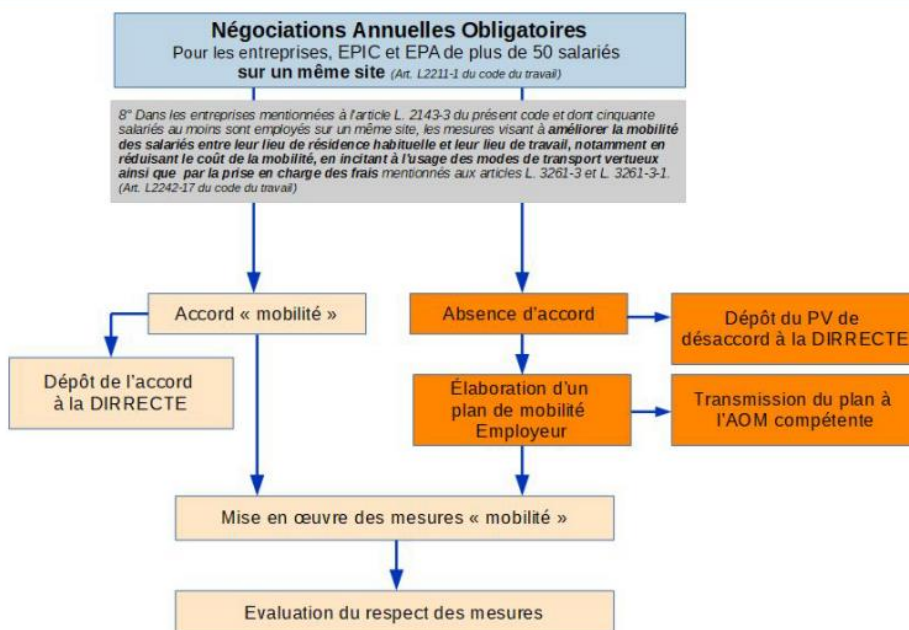 Négociations Annuelles Obligatoires
Pour les entreprises, EPIC et EPA de plus de 50 salariés
sur un même site (Art. L2211-1 du code du travail)
8° Dans les entreprises mentionnées à l'article L. 2143-3 du présent code et dont cinquante
salariés au moins sont employés sur un même site, les mesures visant à améliorer la mobilité
des salariés entre leur lieu de résidence habituelle et leur lieu de travail, notamment en
réduisant le coût de la mobilité, en incitant à l'usage des modes de transport vertueux
ainsi que par la prise en charge des frais mentionnés aux articles L. 3261-3 et L. 3261-3-1.
(Art. L2242-17 du code du travail)
Accord « mobilité »
Absence d'accord
Dépôt du PV de
désaccord à la DIRRECTE
Dépôt de l'accord
à la DIRRECTE
Élaboration d'un
plan de mobilité
Employeur
Transmission du plan à
l'AOM compétente
Mise en œuvre des mesures « mobilité »
Evaluation du respect des mesures